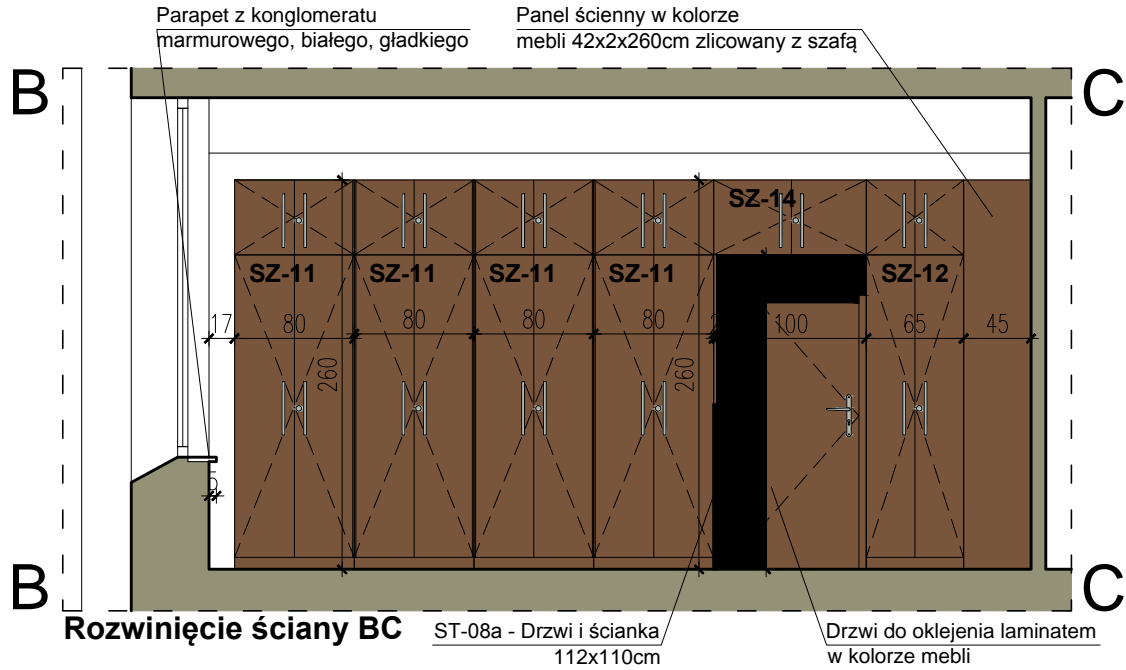 Parapet z konglomeratu
marmurowego, białego, gładkiego
Panel ścienny w kolorze
mebli 42x2x260cm zlicowany z szafą
B
C
SZ-14
SZ-11 SZ-11 SZ-11 SZ-11 SZ-12
17 80 80 80 80 100 65 45
260 260
5
B
C
Rozwinięcie ściany BC
ST-08a - Drzwi i ścianka
112x110cm
Drzwi do oklejenia laminatem
w kolorze mebli